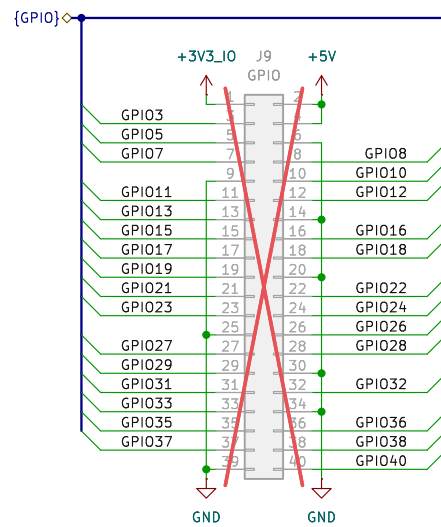 {GPIO}
+3V3_IO J9 +5V
GPIO
1 2
GPIO3 3 4
GPIO5 5 6
GPIO7 7 8 GPIO8
9 10 GPIO10
GPIO11 11 12 GPIO12
GPIO13 13 14
GPIO15 15 16 GPIO16
GPIO17 17 18 GPIO18
GPIO19 19 20
GPIO21 21 22 GPIO22
GPIO23 23 24 GPIO24
25 26 GPIO26
GPIO27 27 28 GPIO28
GPIO29 29 30
GPIO31 31 32 GPIO32
GPIO33 33 34
GPIO35 35 36 GPIO36
GPIO37 37 38 GPIO38
39 40 GPIO40
GND GND